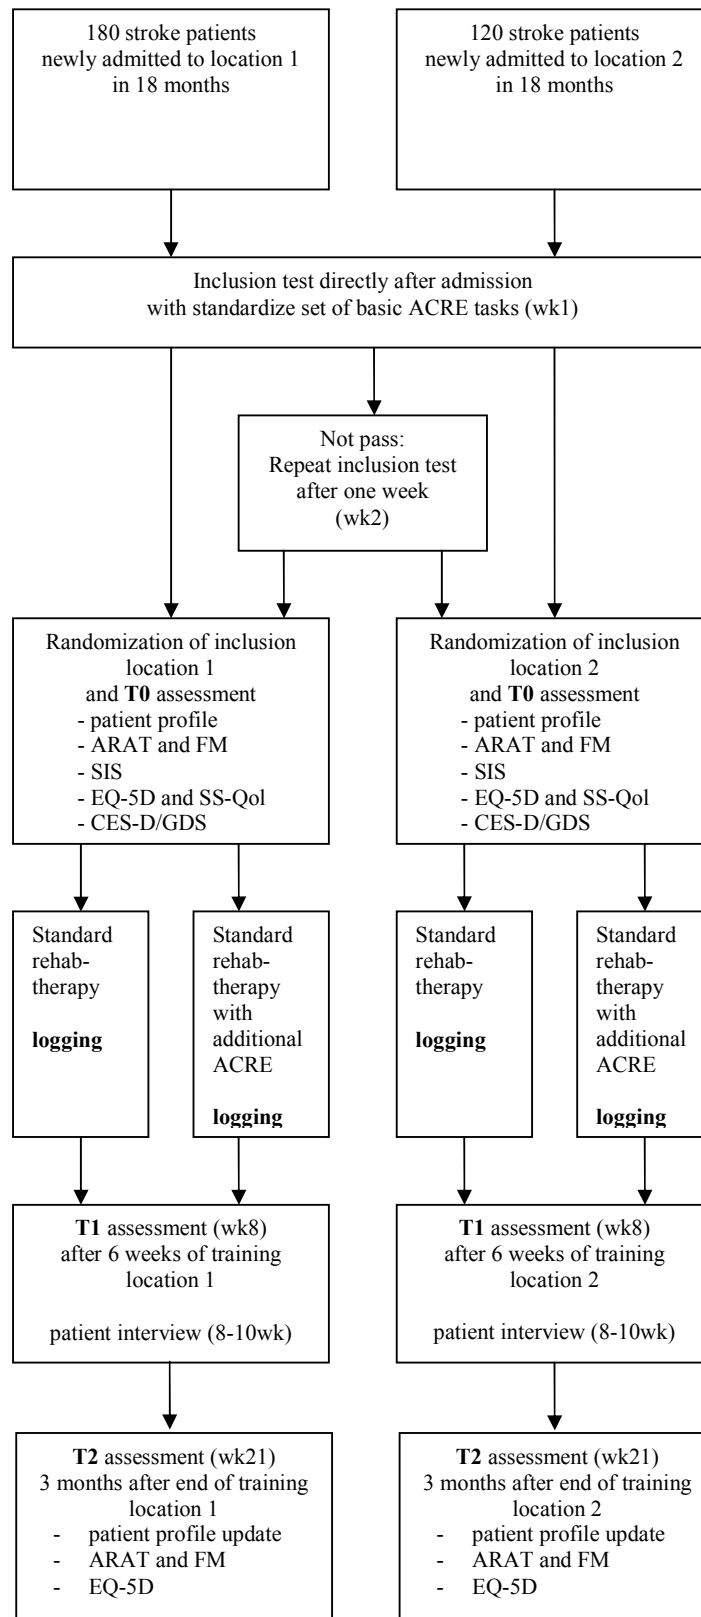 180 stroke patients
newly admitted to location 1
in 18 months
120 stroke patients
newly admitted to location 2
in 18 months
Inclusion test directly after admission
with standardize set of basic ACRE tasks (wk1)
Not pass:
Repeat inclusion test
after one week
(wk2)
Randomization of inclusion
location 1
and T0 assessment
- patient profile
- ARAT and FM
- SIS
- EQ-5D and SS-Qol
- CES-D/GDS
Randomization of inclusion
location 2
and T0 assessment
- patient profile
- ARAT and FM
- SIS
- EQ-5D and SS-Qol
- CES-D/GDS
Standard
rehab-
therapy
logging
Standard
rehab-
therapy
with
additional
ACRE
logging
Standard
rehab-
therapy
logging
Standard
rehab-
therapy
with
additional
ACRE
logging
T1 assessment (wk8)
after 6 weeks of training
location 1
patient interview (8-10wk)
T1 assessment (wk8)
after 6 weeks of training
location 2
patient interview (8-10wk)
T2 assessment (wk21)
3 months after end of training
location 1
- patient profile update
- ARAT and FM
- EQ-5D
T2 assessment (wk21)
3 months after end of training
location 2
- patient profile update
- ARAT and FM
- EQ-5D